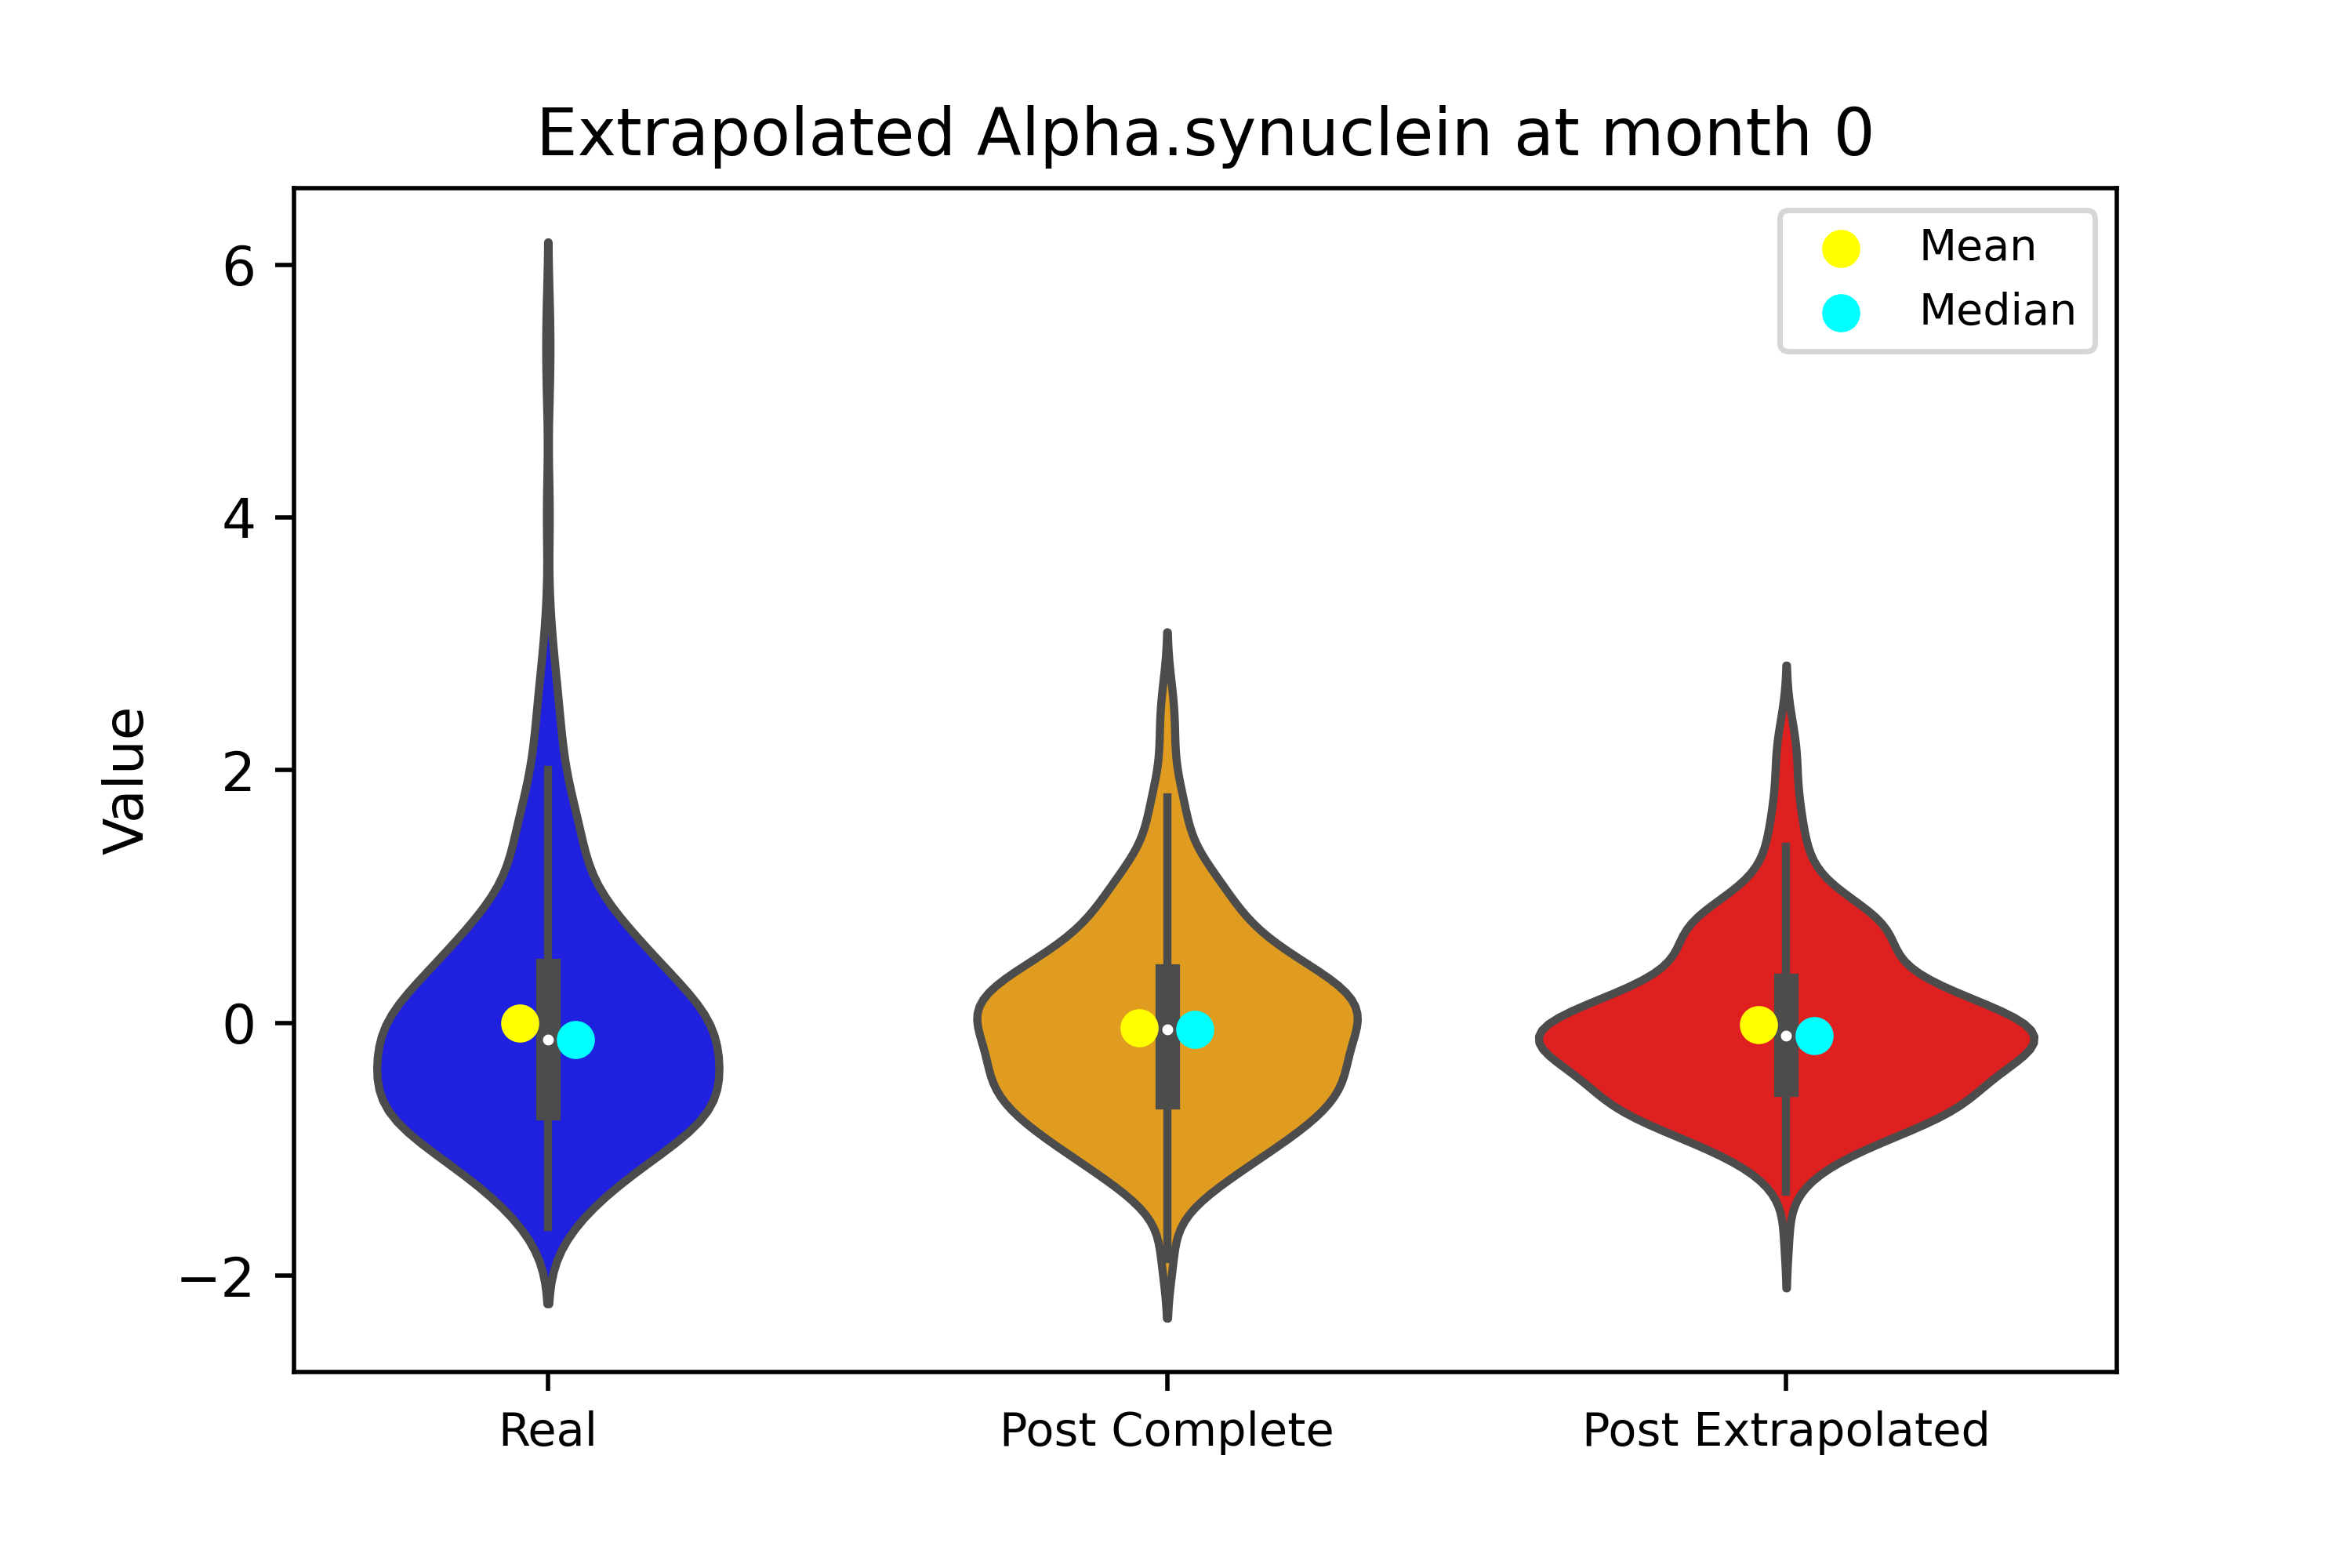 Extrapolated Alpha.synuclein at month 0
Mean
Median
6
4
2
0
−2
Value
Real
Post Complete
Post Extrapolated